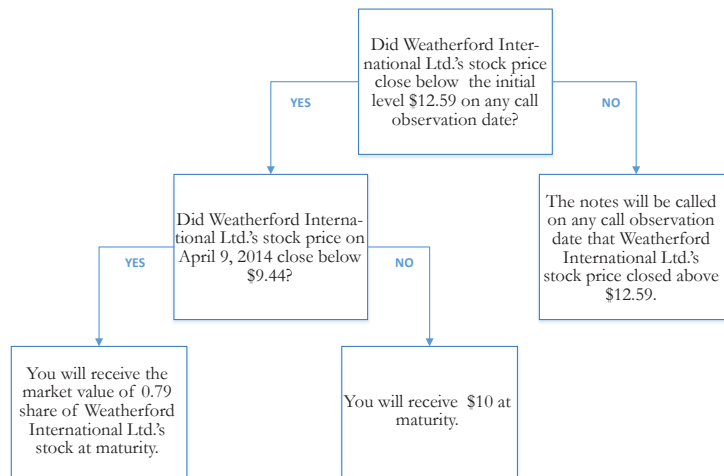 Did Weatherford Inter-
national Ltd.'s stock price
close below the initial
level $12.59 on any call
observation date?
YES
NO
Did Weatherford Interna-
tional Ltd.'s stock price on
April 9, 2014 close below
$9.44?
The notes will be called
on any call observation
date that Weatherford
International Ltd.'s
stock price closed above
$12.59.
YES
NO
You will receive the
market value of 0.79
share of Weatherford
International Ltd.'s
stock at maturity.
You will receive $10 at
maturity.